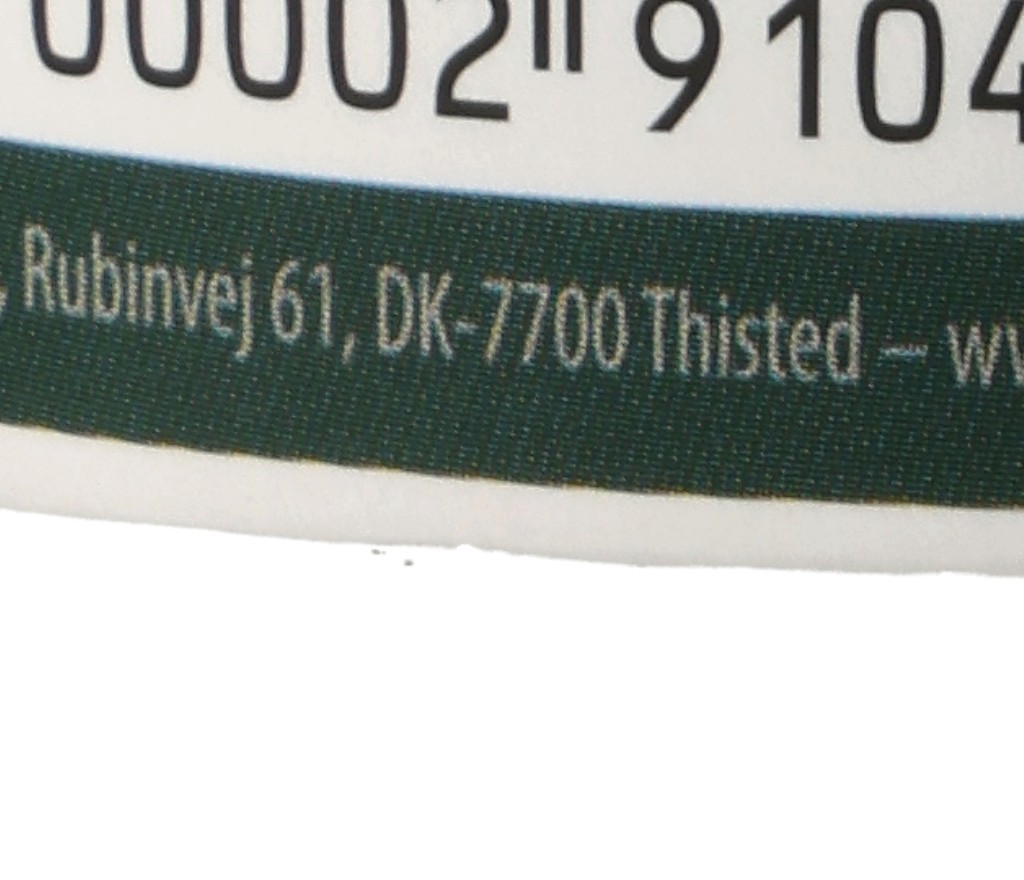 00002 9104
, Rubinvej 61, DK-7700 Thisted – w